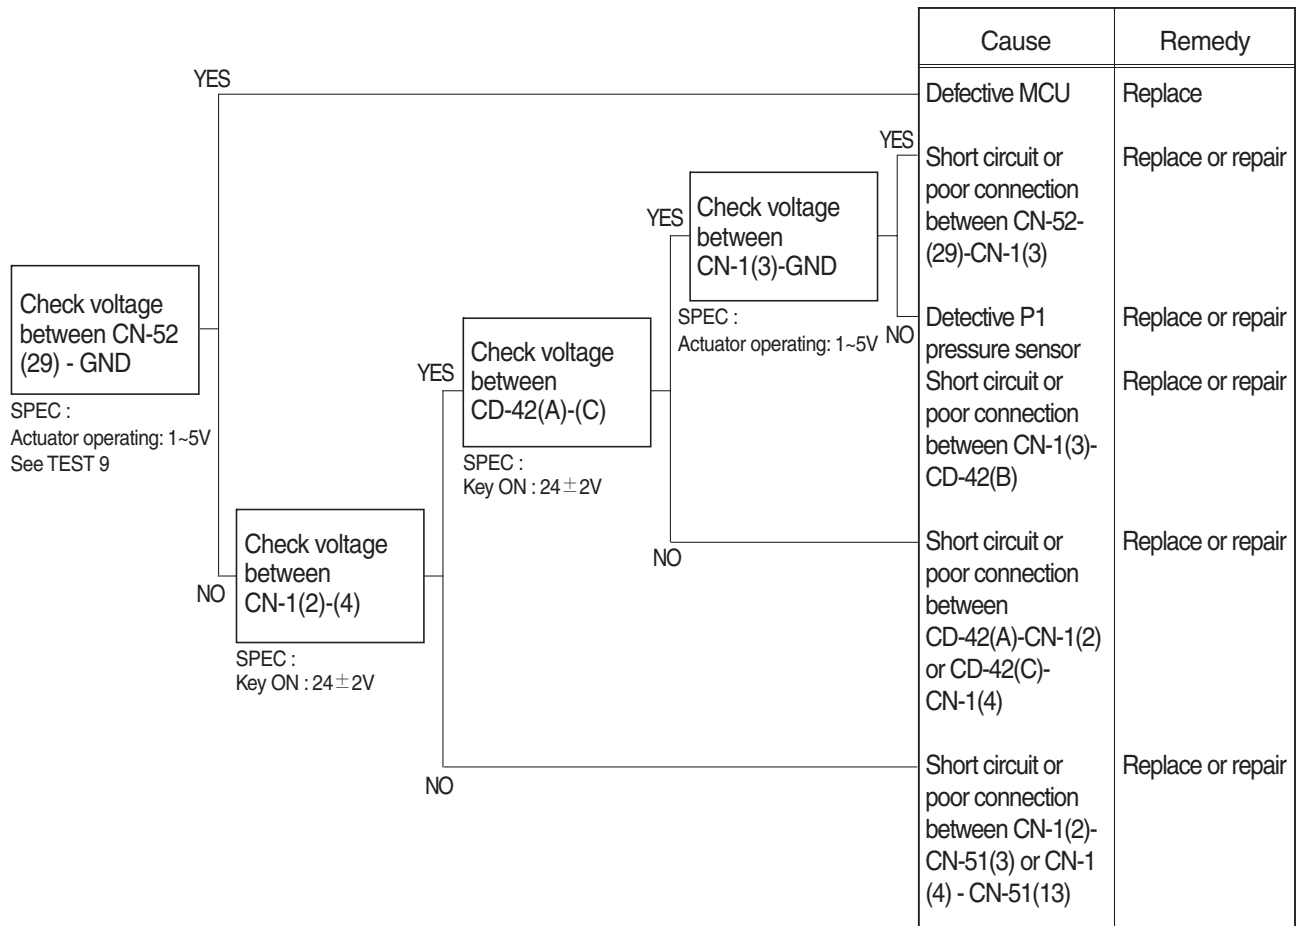 Cause
Remedy
YES
Defective MCU
Replace
YES
Short circuit or
poor connection
between CN-52-
(29)-CN-1(3)
Replace or repair
YES
Check voltage
between
CN-1(3)-GND
SPEC :
Actuator operating: 1~5V
NO
Detective P1
pressure sensor
Replace or repair
Short circuit or
poor connection
between CN-1(3)-
CD-42(B)
Replace or repair
Check voltage
between CN-52
(29) - GND
SPEC :
Actuator operating: 1~5V
See TEST 9
YES
Check voltage
between
CD-42(A)-(C)
SPEC :
Key ON : 24±2V
NO
Short circuit or
poor connection
between
CD-42(A)-CN-1(2)
or CD-42(C)-
CN-1(4)
Replace or repair
NO
Check voltage
between
CN-1(2)-(4)
SPEC :
Key ON : 24±2V
NO
Short circuit or
poor connection
between CN-1(2)-
CN-51(3) or CN-1
(4) - CN-51(13)
Replace or repair